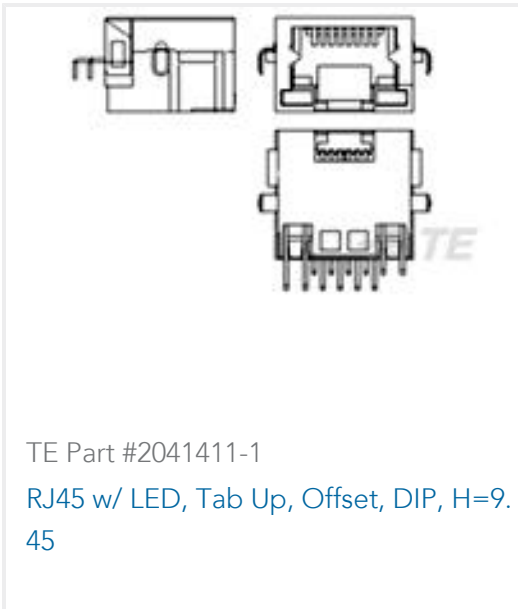 TE
TE Part #2041411-1
RJ45 w/ LED, Tab Up, Offset, DIP, H=9.
45